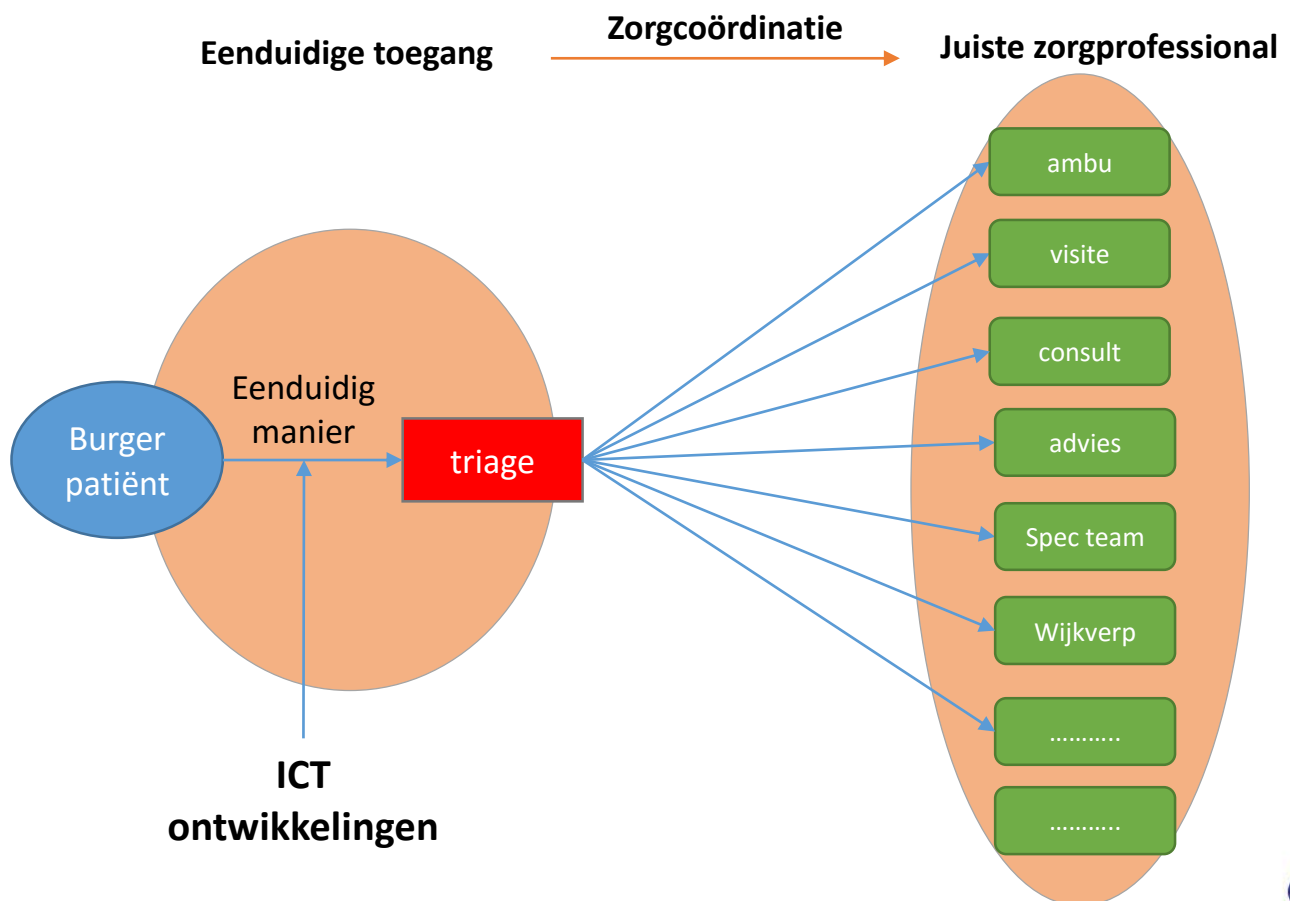 Eenduidige toegang
Zorgcoördinatie
Juiste zorgprofessional
Burger
patiënt
Eenduidig
manier
triage
ICT
ontwikkelingen
ambu
visite
consult
advies
Spec team
Wijkverp
………..
………..